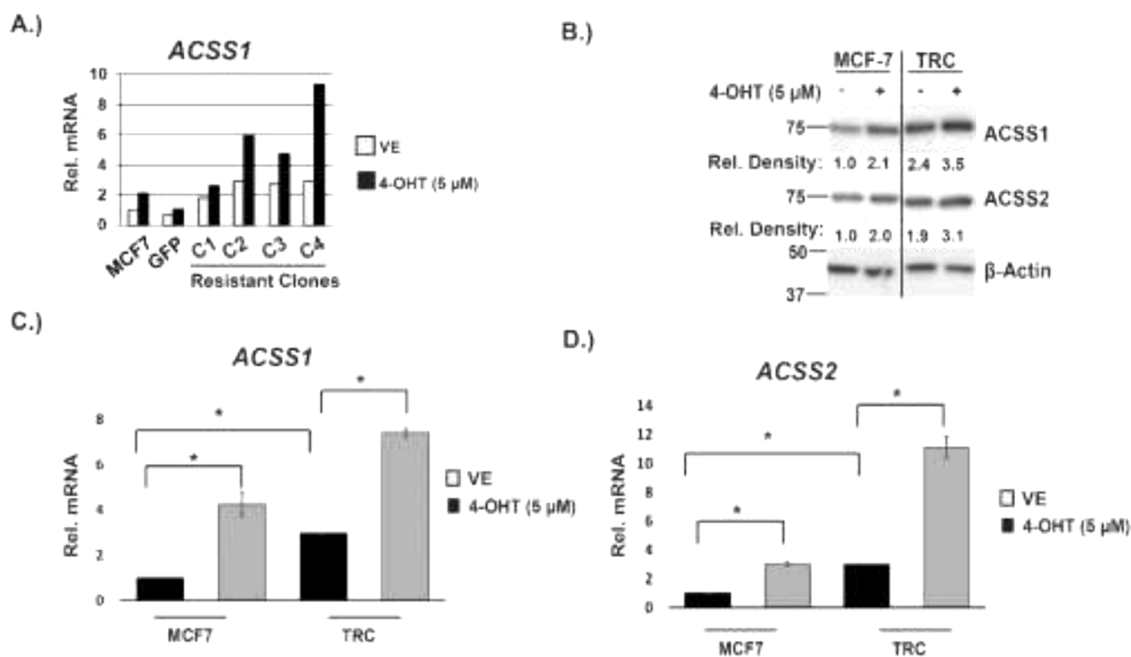 A.)
ACSS1
Rel. mRNA
10
8
6
4
2
0
MCF7
GFP
C1
C2
C3
C4
Resistant Clones
VE
4-OHT (5 µM)
B.)
MCF-7 TRC
4-OHT (5 µM) - + - +
75 ACSS1
Rel. Density: 1.0 2.1 2.4 3.5
75 ACSS2
Rel. Density: 1.0 2.0 1.9 3.1
50
β-Actin
37
C.)
ACSS1
Rel. mRNA
8
6
4
2
0
* * *
MCF7 TRC
VE
4-OHT (5 µM)
D.)
ACSS2
Rel. mRNA
14
12
10
8
6
4
2
0
* * *
MCF7 TRC
VE
4-OHT (5 µM)